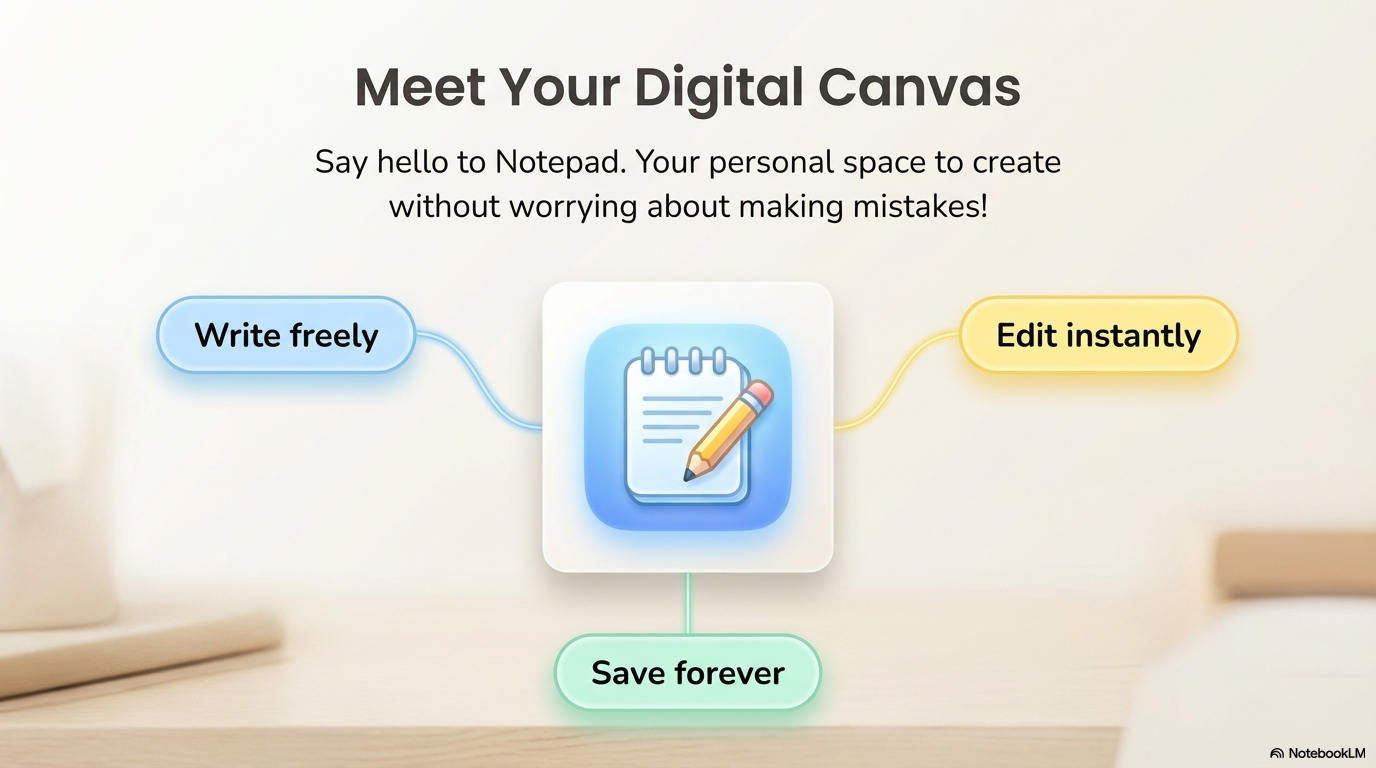 Meet Your Digital Canvas
Say hello to Notepad. Your personal space to create
without worrying about making mistakes!
Write freely
Edit instantly
Save forever
NotebookLM